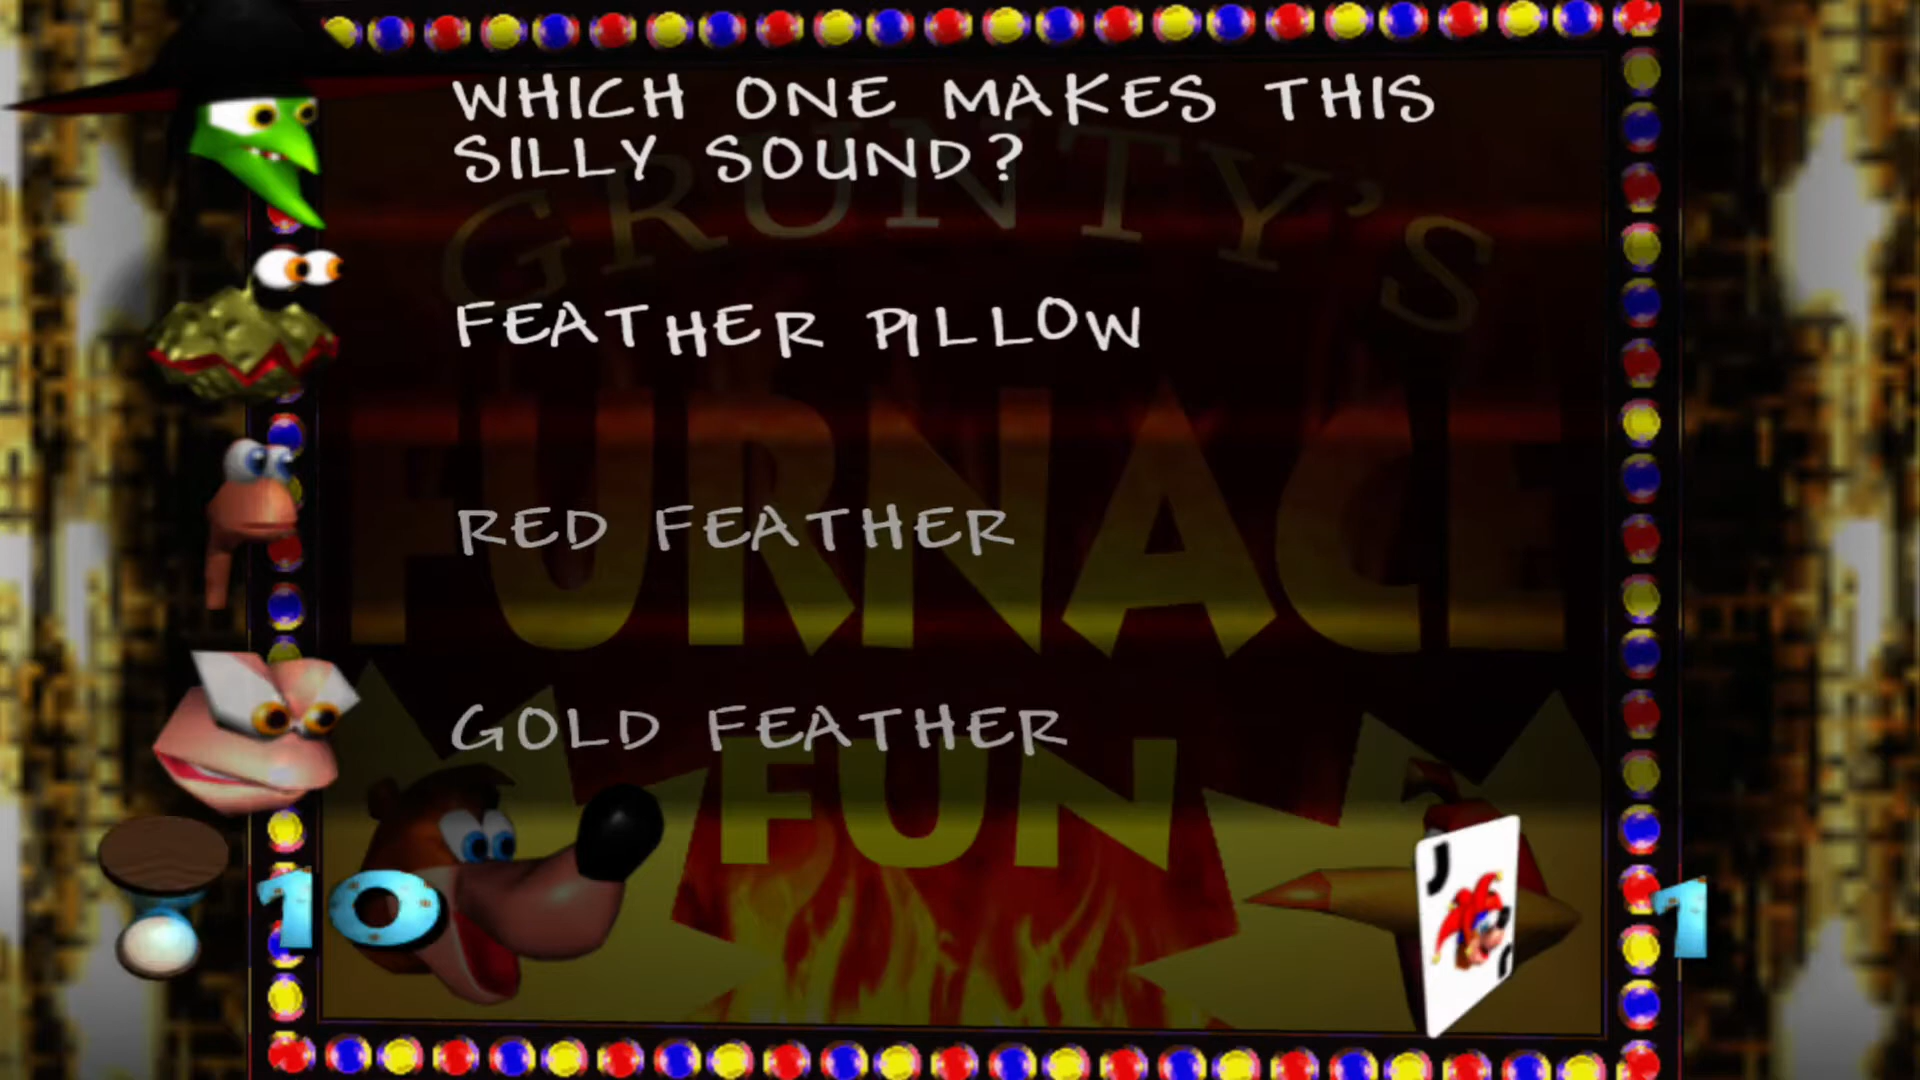 WHICH ONE MAKES THIS
SILLY SOUND?
GRUNTY'S
FEATHER PILLOW
FURNACE
RED FEATHER
GOLD FEATHER
FUN
J
10
1